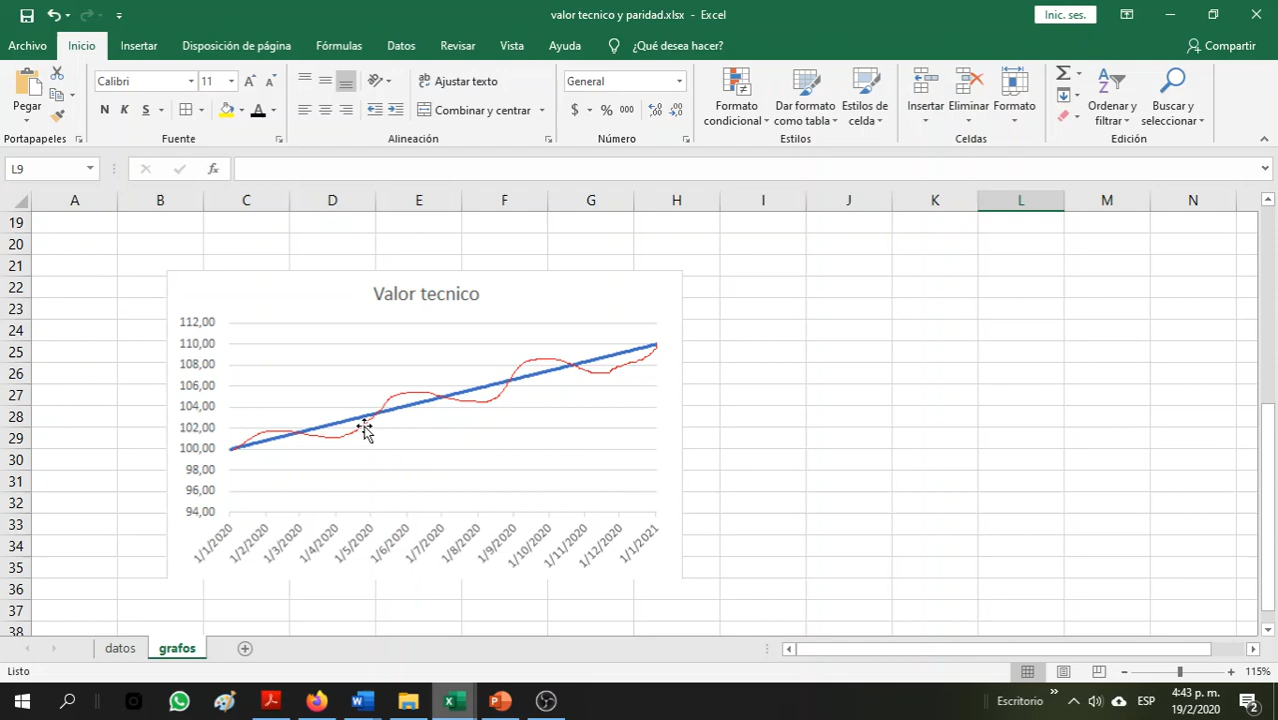 valor tecnico y paridad.xlsx - Excel
Inic. ses.
Archivo Inicio Insertar Disposición de página Fórmulas Datos Revisar Vista Ayuda ¿Qué desea hacer? Compartir
Pegar
Calibri 11
N K S
Ajustar texto
Combinar y centrar
General
$ % 000
Formato condicional
Dar formato como tabla
Estilos de celda
Insertar Eliminar Formato
Ordenar y filtrar
Buscar y seleccionar
Portapapeles Fuente Alineación Número Estilos Celdas Edición
L9 fx
A B C D E F G H I J K L M N
19
20
21
22
23
24
25
26
27
28
29
30
31
32
33
34
35
36
37
38
Valor tecnico
112,00
110,00
108,00
106,00
104,00
102,00
100,00
98,00
96,00
94,00
1/1/2020 1/2/2020 1/3/2020 1/4/2020 1/5/2020 1/6/2020 1/7/2020 1/8/2020 1/9/2020 1/10/2020 1/11/2020 1/12/2020 1/1/2021
datos grafos
Listo 115%
Escritorio ESP 4:43 p. m.
19/2/2020
2